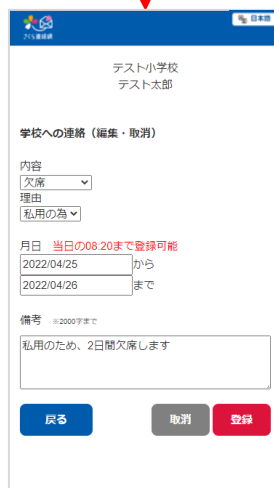 さくら連絡網
日本語
テスト小学校
テスト太郎
学校への連絡（編集・取消）
内容
欠席
理由
私用の為
月日 当日の08:20まで登録可能
2022/04/25 から
2022/04/26 まで
備考 ※2000字まで
私用のため、2日間欠席します
戻る 取消 登録